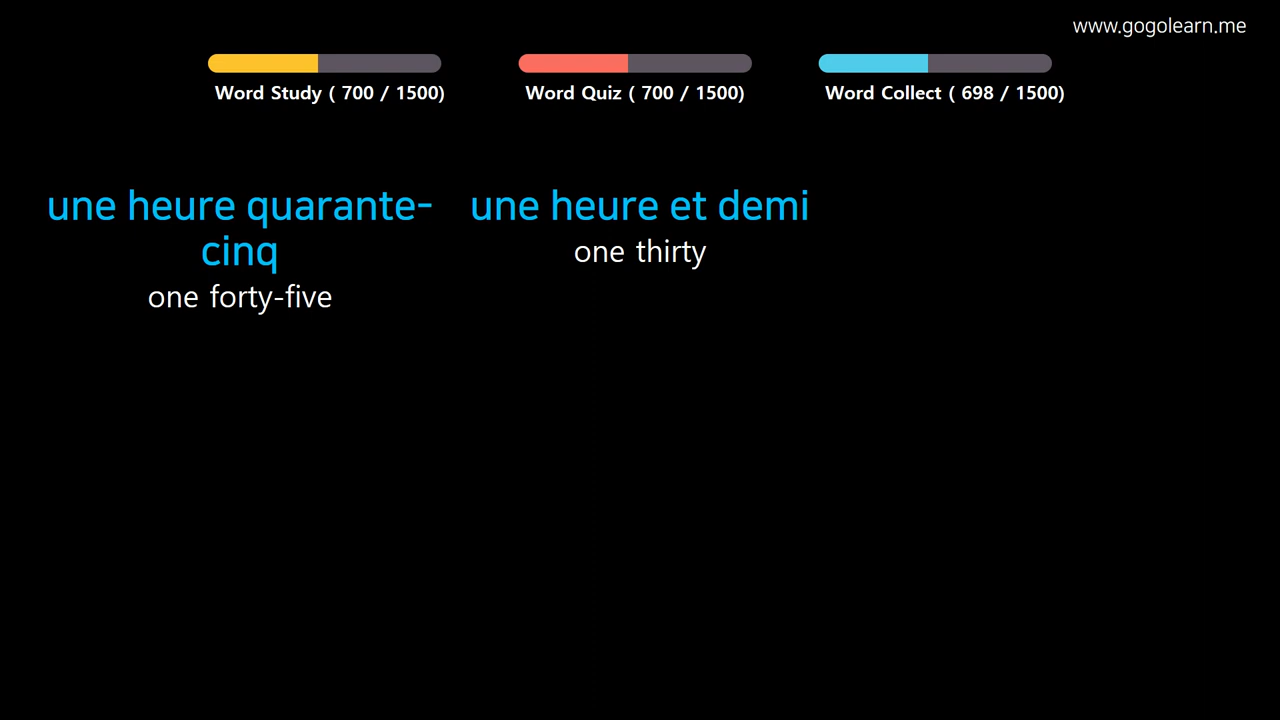 www.gogolearn.me
Word Study ( 700 / 1500)
Word Quiz ( 700 / 1500)
Word Collect ( 698 / 1500)
une heure quarante-
cinq
one forty-five
une heure et demi
one thirty